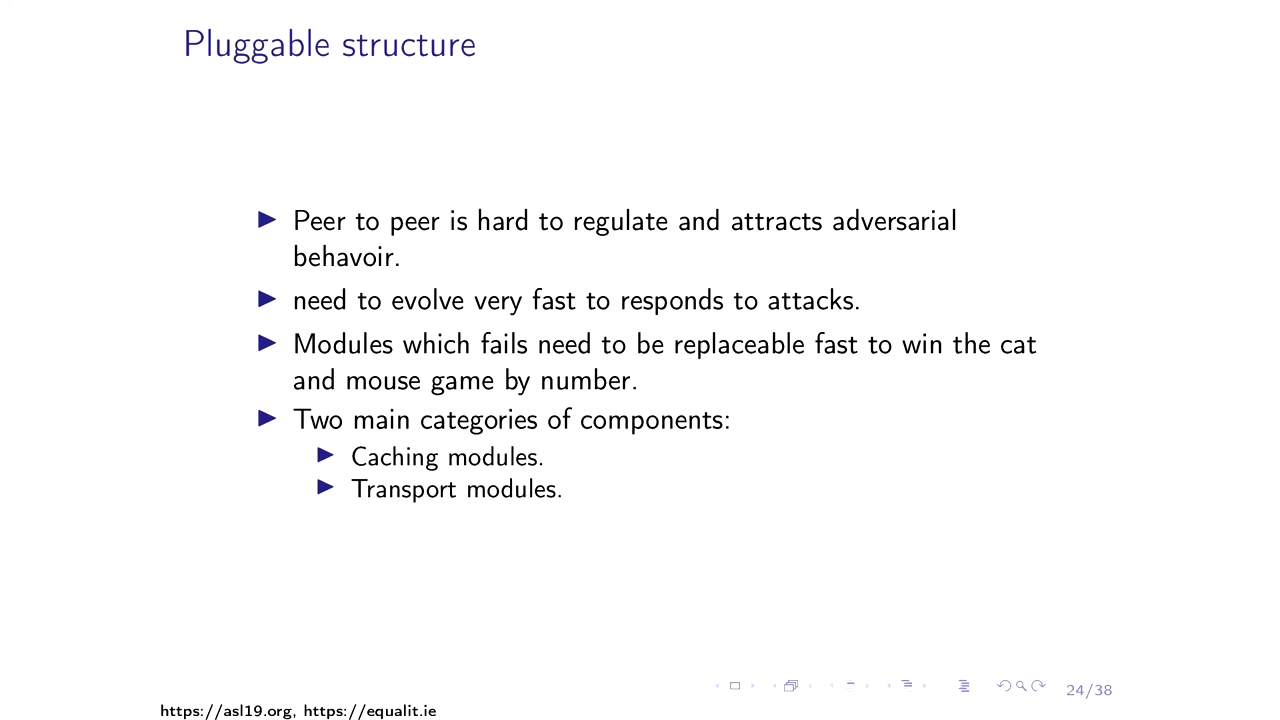 Pluggable structure
Peer to peer is hard to regulate and attracts adversarial
behavoir.
need to evolve very fast to responds to attacks.
Modules which fails need to be replaceable fast to win the cat
and mouse game by number.
Two main categories of components:
Caching modules.
Transport modules.
24/38
https://asl19.org, https://equalit.ie